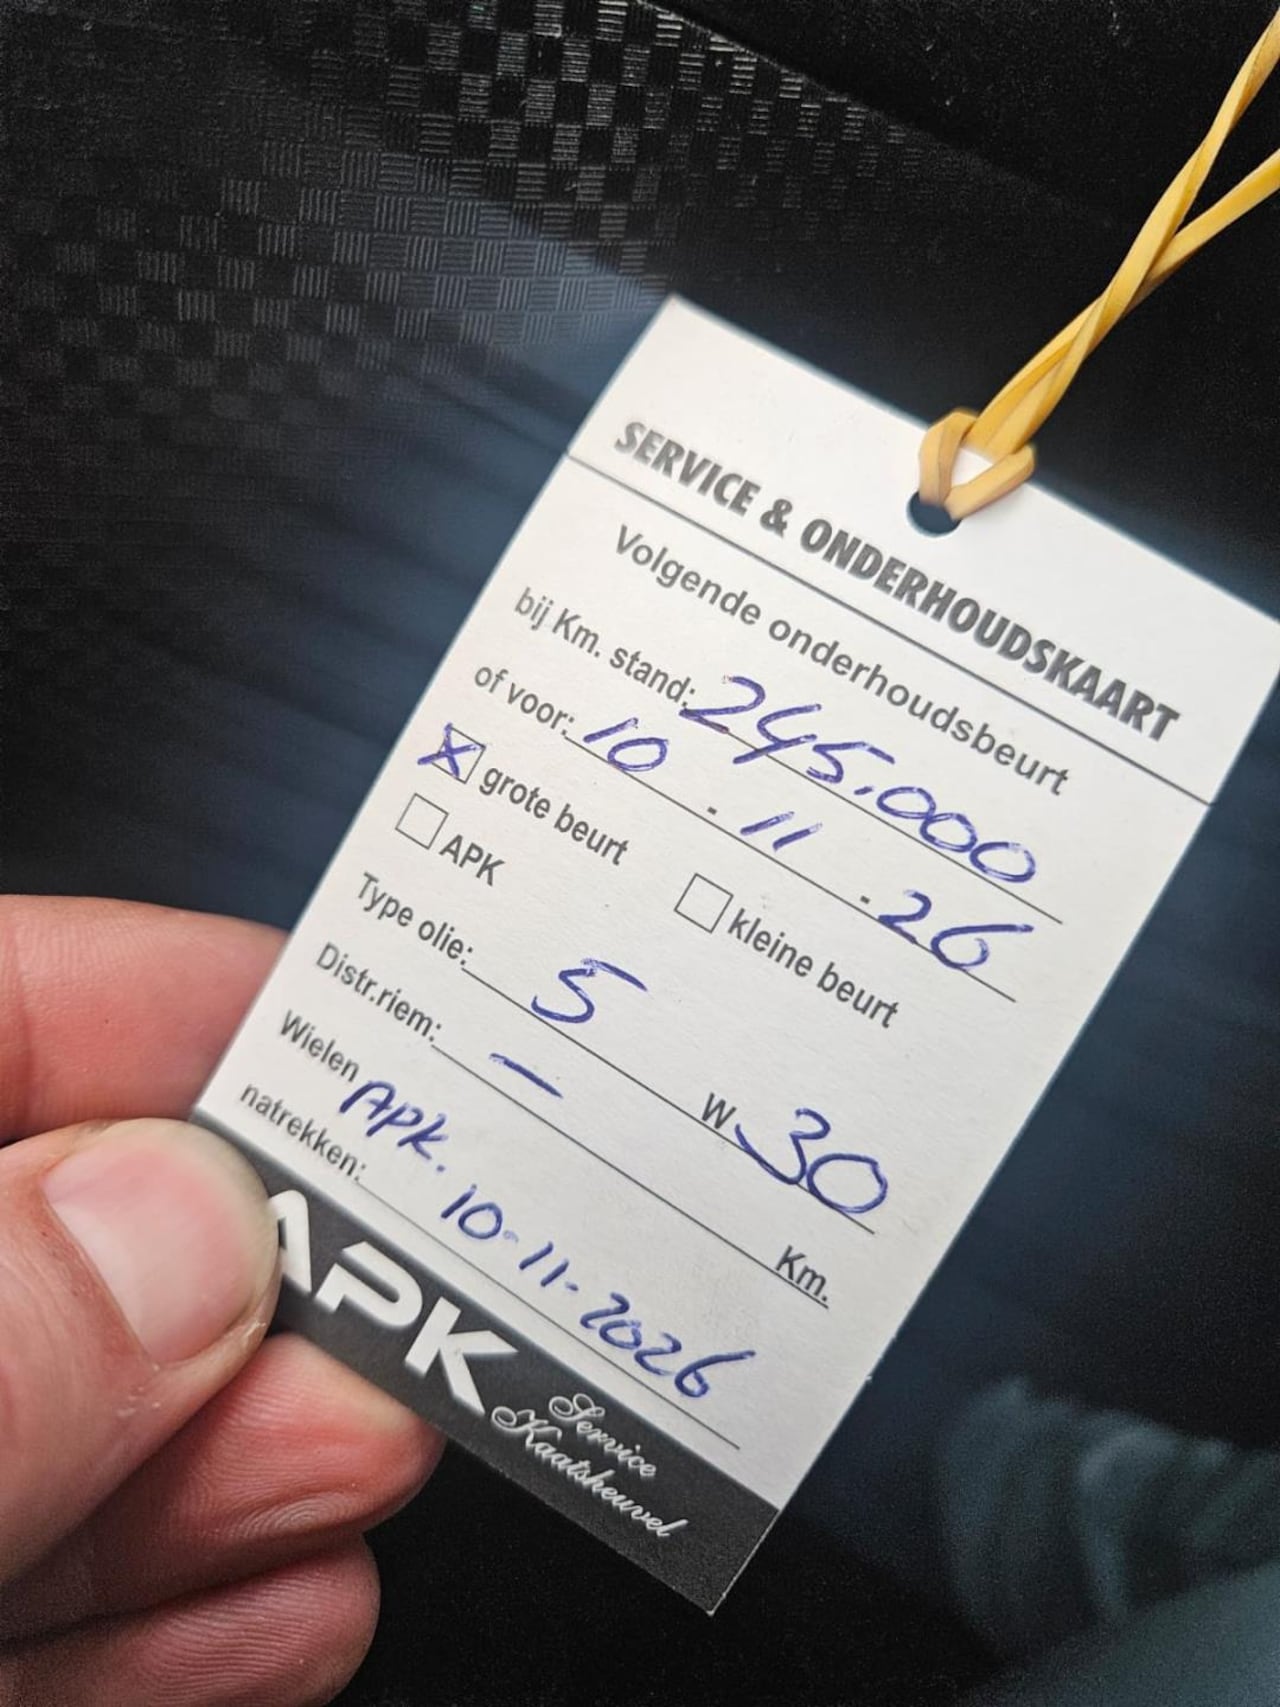 SERVICE & ONDERHOUDSKAART
Volgende onderhoudsbeurt
bij Km. stand: 245.000
of voor: 10 - 11 - 26
X grote beurt
kleine beurt
APK
Type olie: 5 W 30
Distr.riem: — Km.
Wielen Apk.
natrekken: 10-11-2026
APK Service
Kaatsheuvel